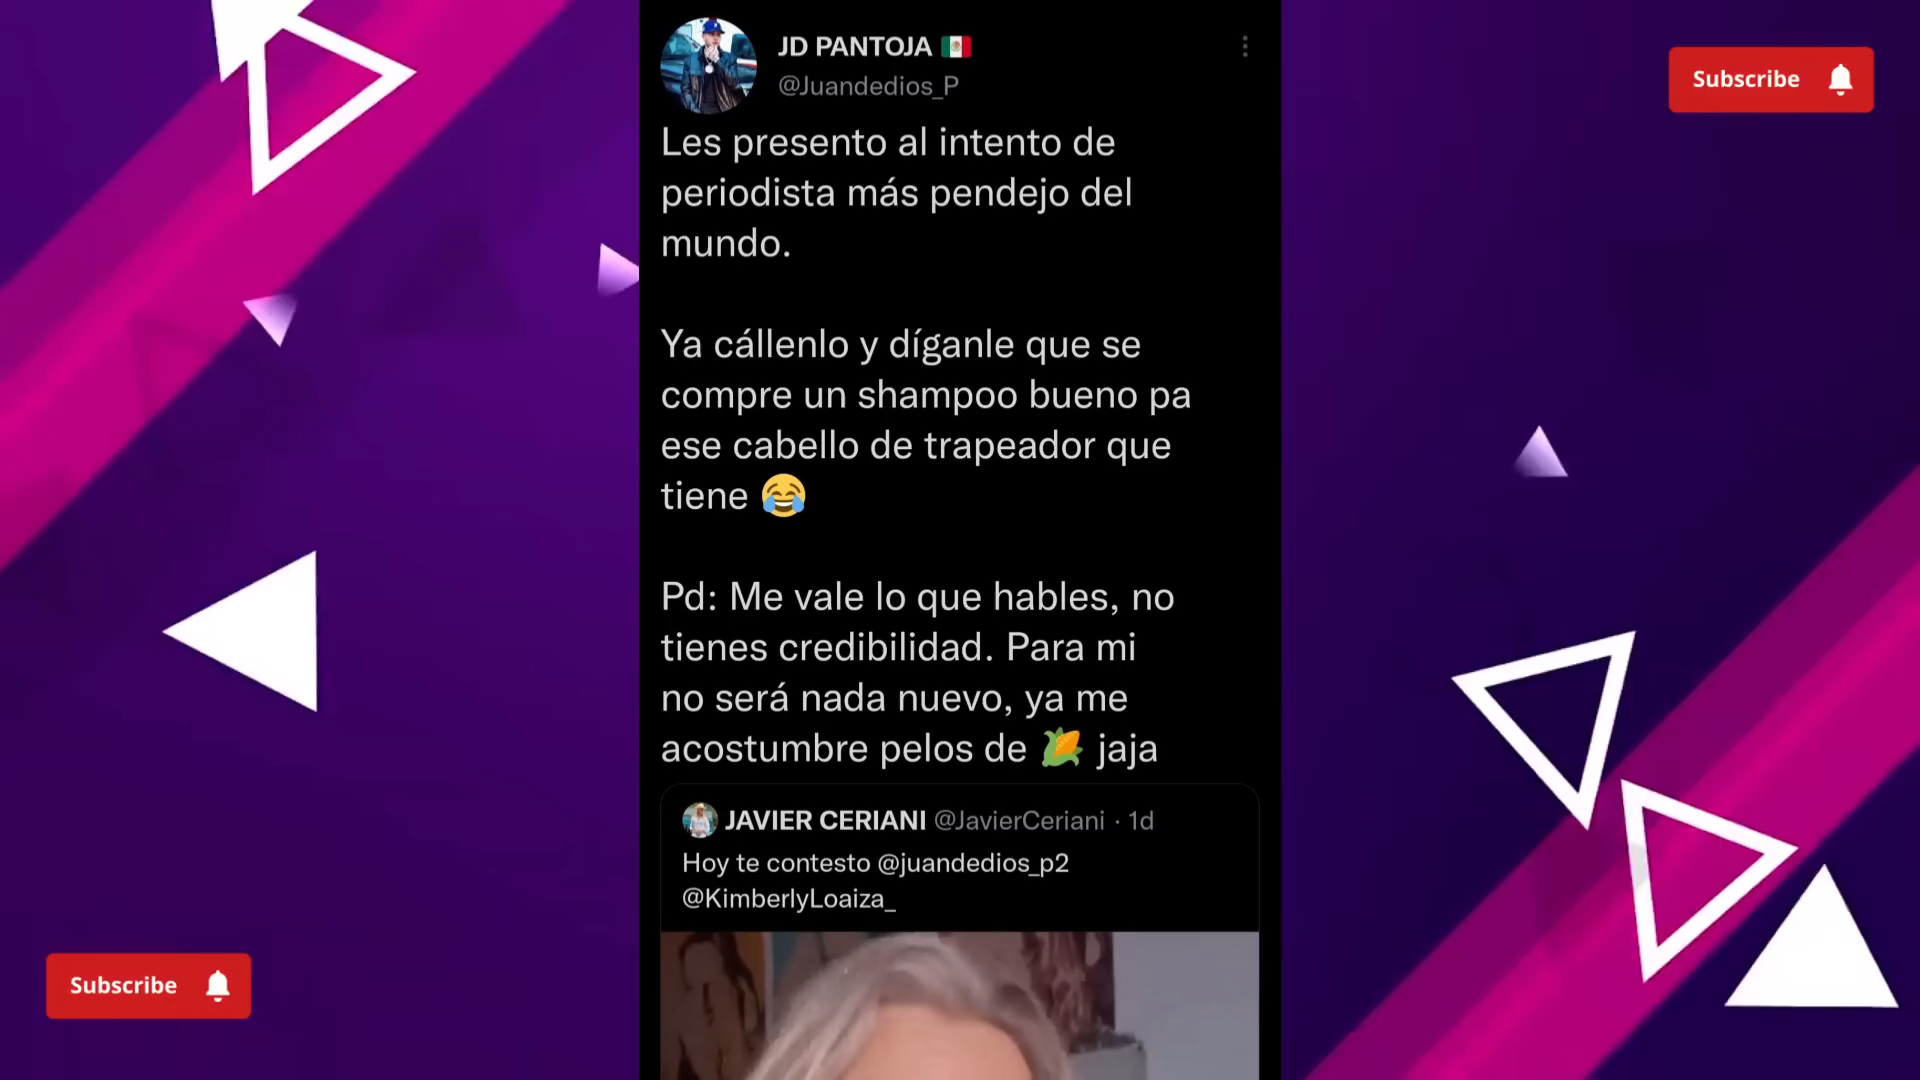 JD PANTOJA 🇲🇽
@Juandedios_P
Les presento al intento de
periodista más pendejo del
mundo.
Ya cállenlo y díganle que se
compre un shampoo bueno pa
ese cabello de trapeador que
tiene 😂
Pd: Me vale lo que hables, no
tienes credibilidad. Para mi
no será nada nuevo, ya me
acostumbre pelos de 🌽 jaja
JAVIER CERIANI @JavierCeriani · 1d
Hoy te contesto @juandedios_p2
@KimberlyLoaiza_
Subscribe
Subscribe